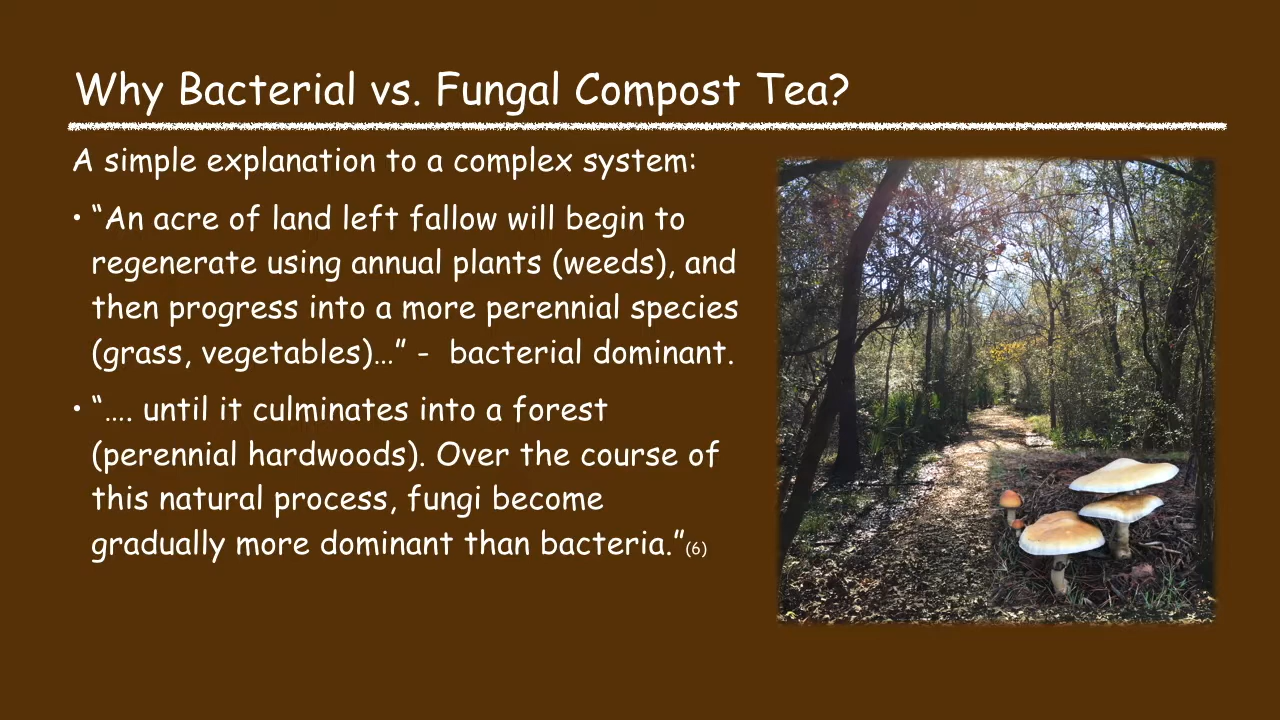 Why Bacterial vs. Fungal Compost Tea?
A simple explanation to a complex system:
• “An acre of land left fallow will begin to
regenerate using annual plants (weeds), and
then progress into a more perennial species
(grass, vegetables)…” -  bacterial dominant.
• “…. until it culminates into a forest
(perennial hardwoods). Over the course of
this natural process, fungi become
gradually more dominant than bacteria.”(6)